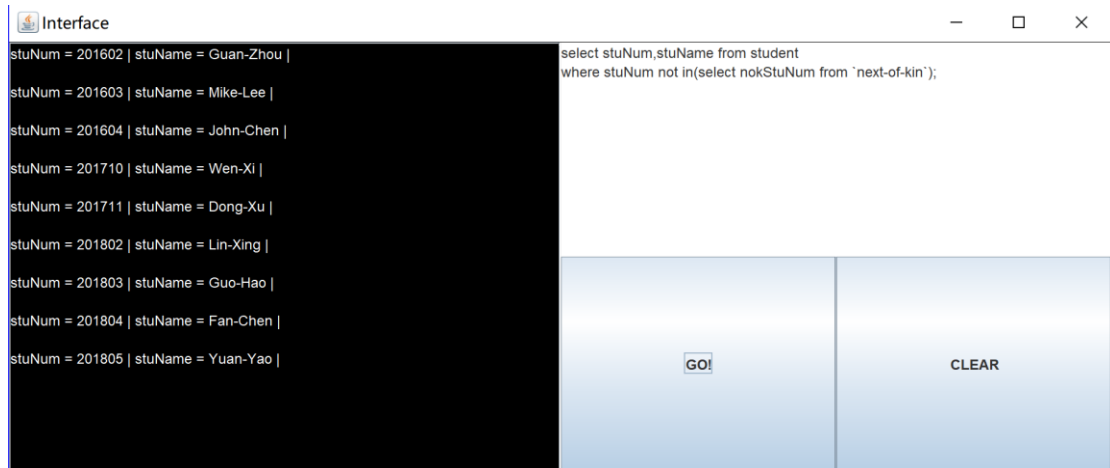 Interface
stuNum = 201602 | stuName = Guan-Zhou |
stuNum = 201603 | stuName = Mike-Lee |
stuNum = 201604 | stuName = John-Chen |
stuNum = 201710 | stuName = Wen-Xi |
stuNum = 201711 | stuName = Dong-Xu |
stuNum = 201802 | stuName = Lin-Xing |
stuNum = 201803 | stuName = Guo-Hao |
stuNum = 201804 | stuName = Fan-Chen |
stuNum = 201805 | stuName = Yuan-Yao |
select stuNum,stuName from student
where stuNum not in(select nokStuNum from `next-of-kin`);
GO!
CLEAR